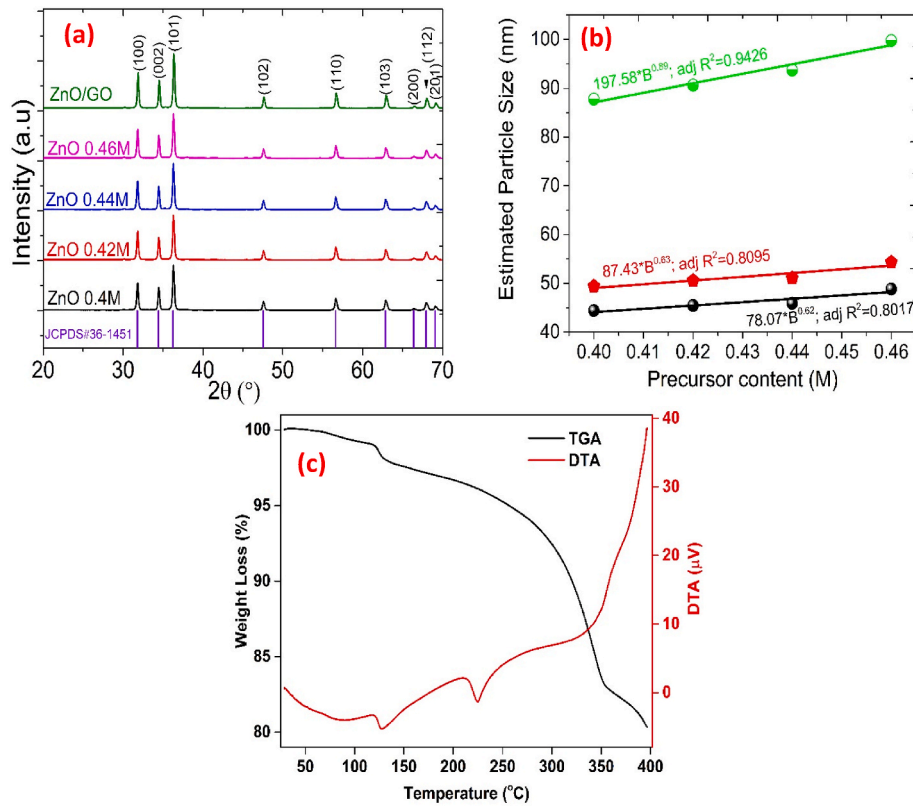 (a)
(100)
(002)
(101)
(102)
(110)
(103)
(200)
(112)
(201)
ZnO/GO
ZnO 0.46M
ZnO 0.44M
ZnO 0.42M
ZnO 0.4M
JCPDS#36-1451
Intensity (a.u)
20 30 40 50 60 70
2θ (°)
(b)
Estimated Particle Size (nm)
100
90
80
70
60
50
40
197.58*B^0.89; adj R²=0.9426
87.43*B^0.63; adj R²=0.8095
78.07*B^0.62; adj R²=0.8017
0.40 0.41 0.42 0.43 0.44 0.45 0.46
Precursor content (M)
(c)
TGA
DTA
Weight Loss (%)
100
95
90
85
80
DTA (μV)
40
30
20
10
0
50 100 150 200 250 300 350 400
Temperature (°C)